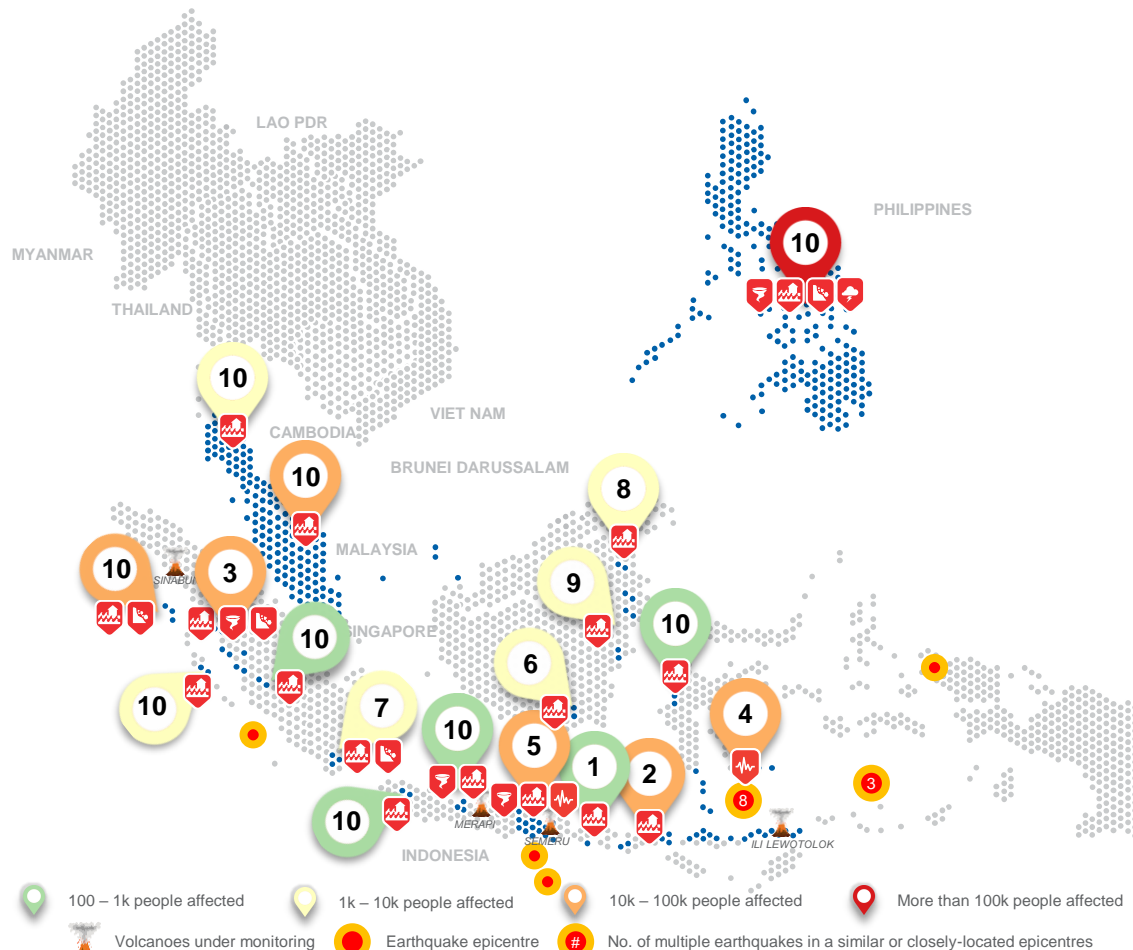 LAO PDR
PHILIPPINES
10
MYANMAR
THAILAND
10
VIET NAM
CAMBODIA
BRUNEI DARUSSALAM
10
8
MALAYSIA
10
SINABU
3
9
10
SINGAPORE
10
6
10
7
4
10
5
1
2
3
8
10
MERAPI
SEMERU
ILI LEWOTOLOK
INDONESIA
100 – 1k people affected
1k – 10k people affected
10k – 100k people affected
More than 100k people affected
Volcanoes under monitoring
Earthquake epicentre
# No. of multiple earthquakes in a similar or closely-located epicentres